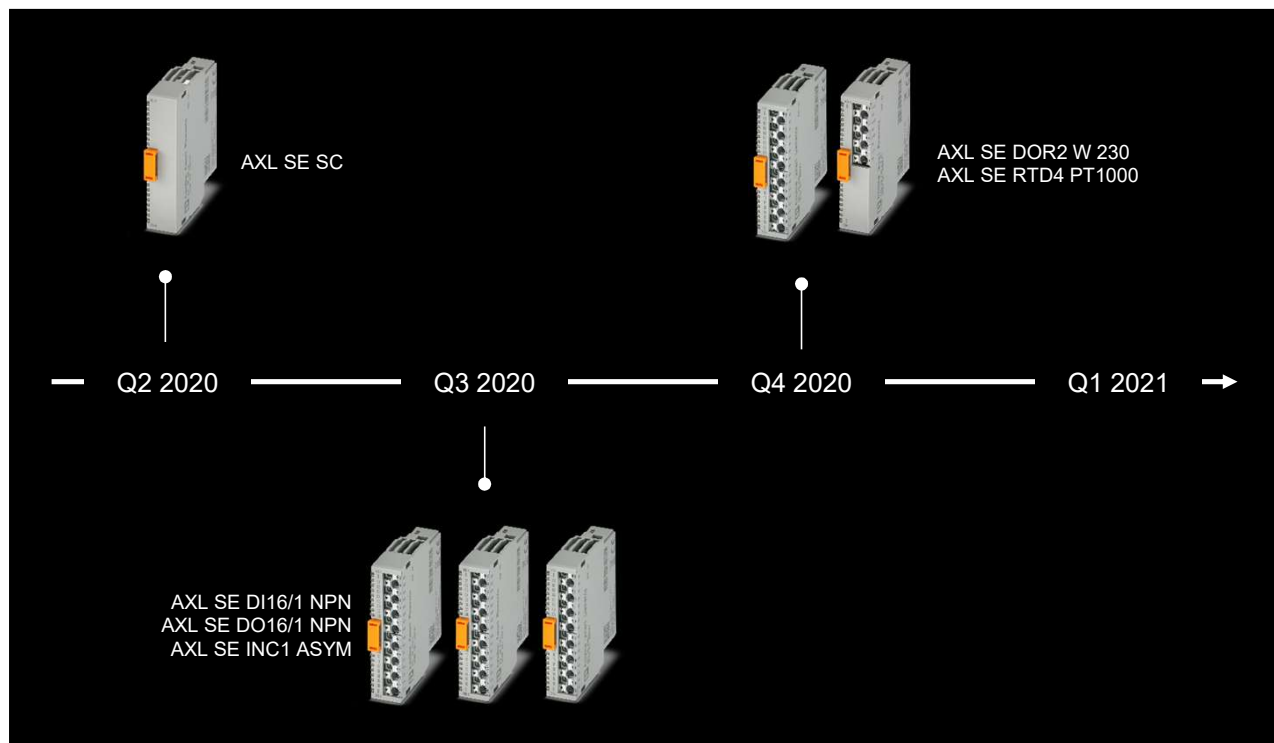 AXL SE SC
AXL SE DOR2 W 230
AXL SE RTD4 PT1000
Q2 2020
Q3 2020
Q4 2020
Q1 2021
AXL SE DI16/1 NPN
AXL SE DO16/1 NPN
AXL SE INC1 ASYM